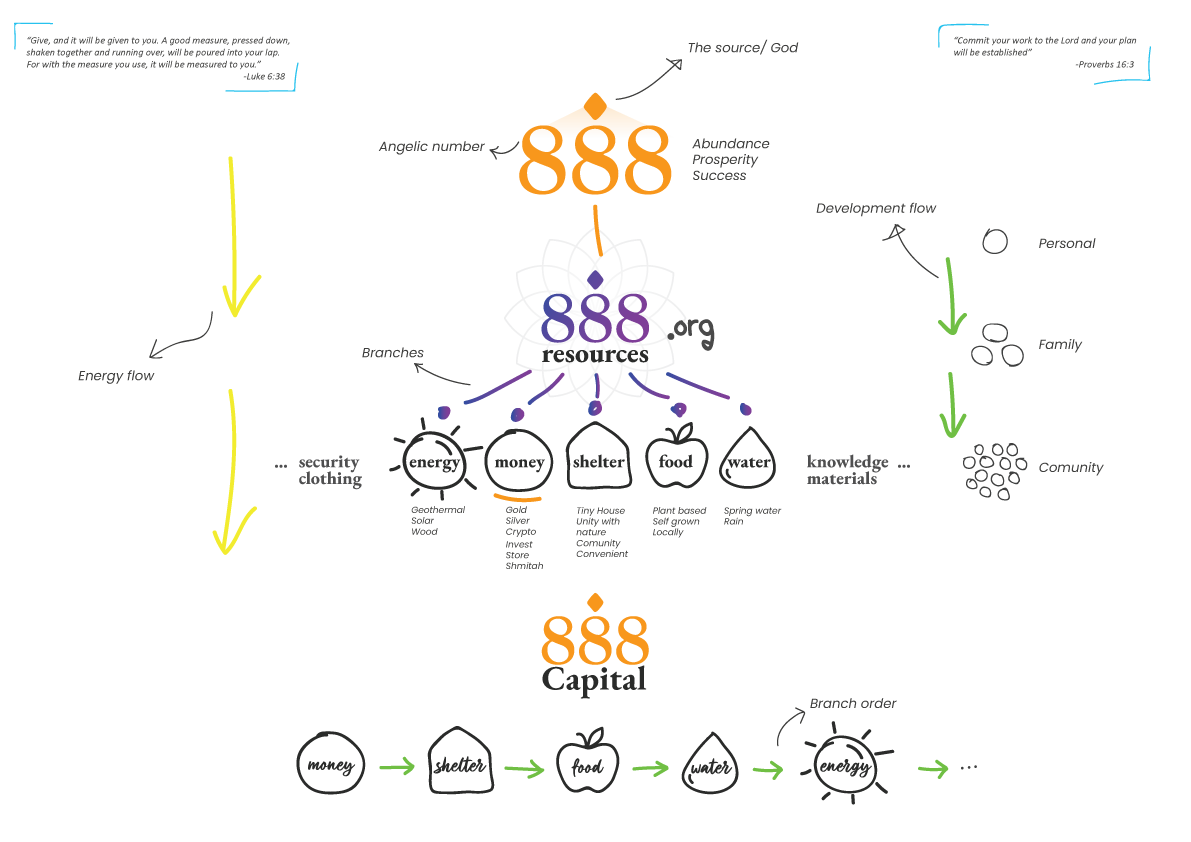 “Give, and it will be given to you. A good measure, pressed down,
shaken together and running over, will be poured into your lap.
For with the measure you use, it will be measured to you.”
-Luke 6:38
“Commit your work to the Lord and your plan
will be established”
-Proverbs 16:3
The source/ God
Angelic number
888
Abundance
Prosperity
Success
Development flow
Personal
Family
Comunity
888
resources
.org
Energy flow
Branches
... security
clothing
energy
money
shelter
food
water
knowledge ...
materials
Geothermal
Solar
Wood
Gold
Silver
Crypto
Invest
Store
Shmitah
Tiny House
Unity with
nature
Comunity
Convenient
Plant based
Self grown
Locally
Spring water
Rain
888
Capital
Branch order
money
shelter
food
water
energy
...